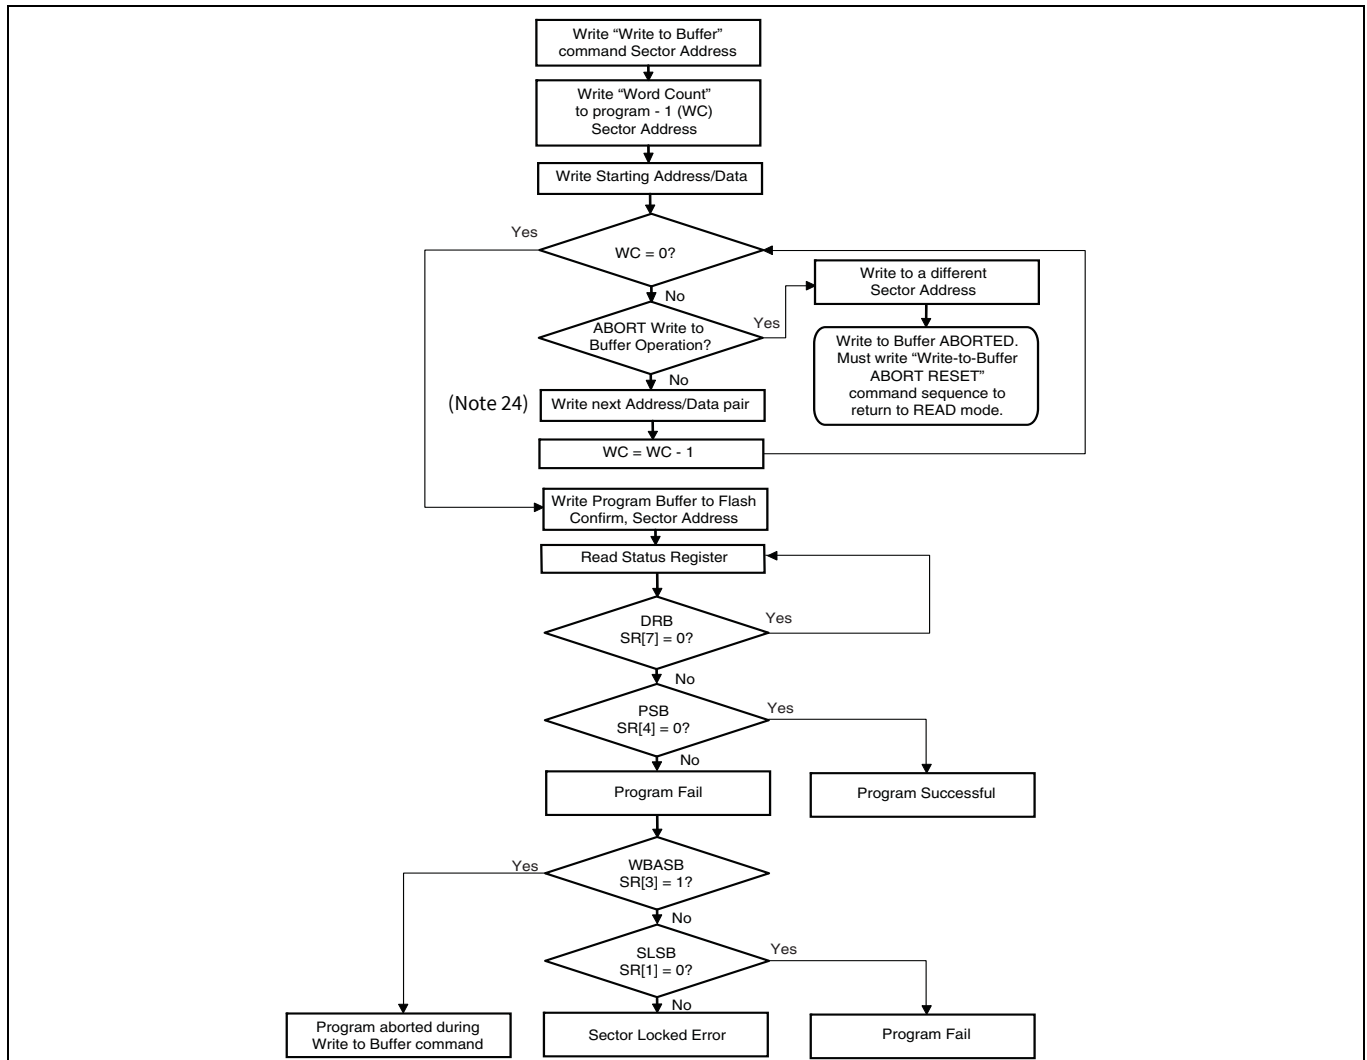 Write “Write to Buffer”
command Sector Address
Write “Word Count”
to program - 1 (WC)
Sector Address
Write Starting Address/Data
Yes
WC = 0?
No
Write to a different
Sector Address
ABORT Write to
Buffer Operation?
Yes
No
Write to Buffer ABORTED.
Must write “Write-to-Buffer
ABORT RESET”
command sequence to
return to READ mode.
(Note 24)
Write next Address/Data pair
WC = WC - 1
Write Program Buffer to Flash
Confirm, Sector Address
Read Status Register
DRB
SR[7] = 0?
Yes
No
PSB
SR[4] = 0?
Yes
No
Program Fail
Program Successful
Yes
WBASB
SR[3] = 1?
No
SLSB
SR[1] = 0?
Yes
No
Program aborted during
Write to Buffer command
Sector Locked Error
Program Fail